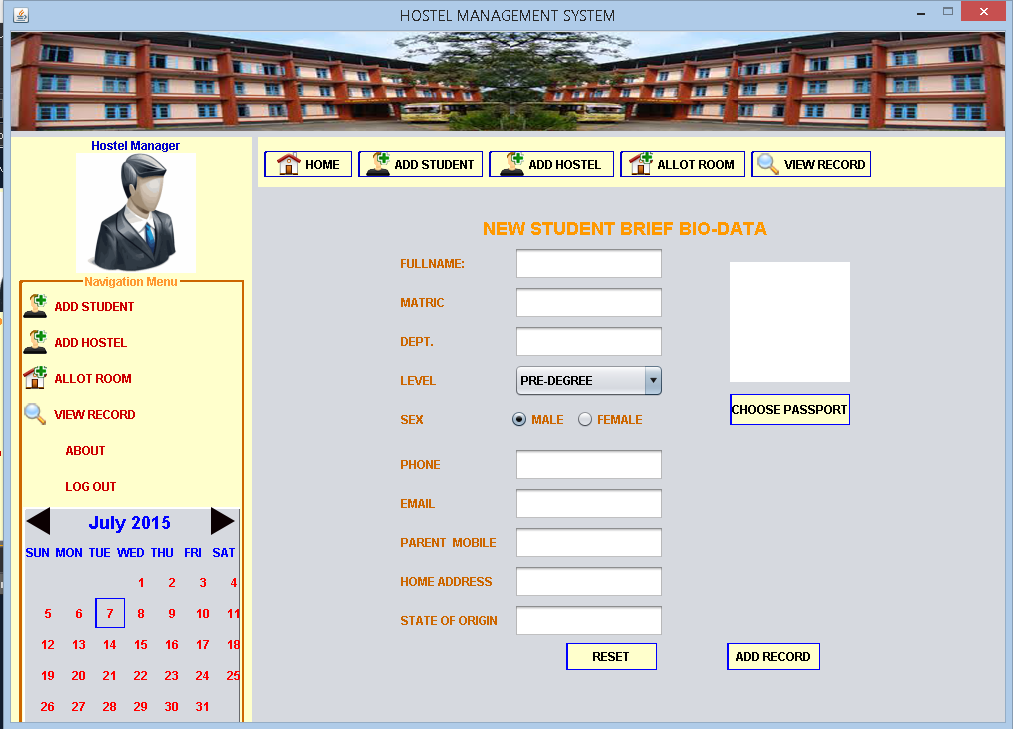 HOSTEL MANAGEMENT SYSTEM
Hostel Manager
HOME ADD STUDENT ADD HOSTEL ALLOT ROOM VIEW RECORD
Navigation Menu
ADD STUDENT
ADD HOSTEL
ALLOT ROOM
VIEW RECORD
ABOUT
LOG OUT
July 2015
SUN MON TUE WED THU FRI SAT
1 2 3 4
5 6 7 8 9 10 11
12 13 14 15 16 17 18
19 20 21 22 23 24 25
26 27 28 29 30 31
NEW STUDENT BRIEF BIO-DATA
FULLNAME:
MATRIC
DEPT.
LEVEL PRE-DEGREE
SEX MALE FEMALE
CHOOSE PASSPORT
PHONE
EMAIL
PARENT MOBILE
HOME ADDRESS
STATE OF ORIGIN
RESET ADD RECORD